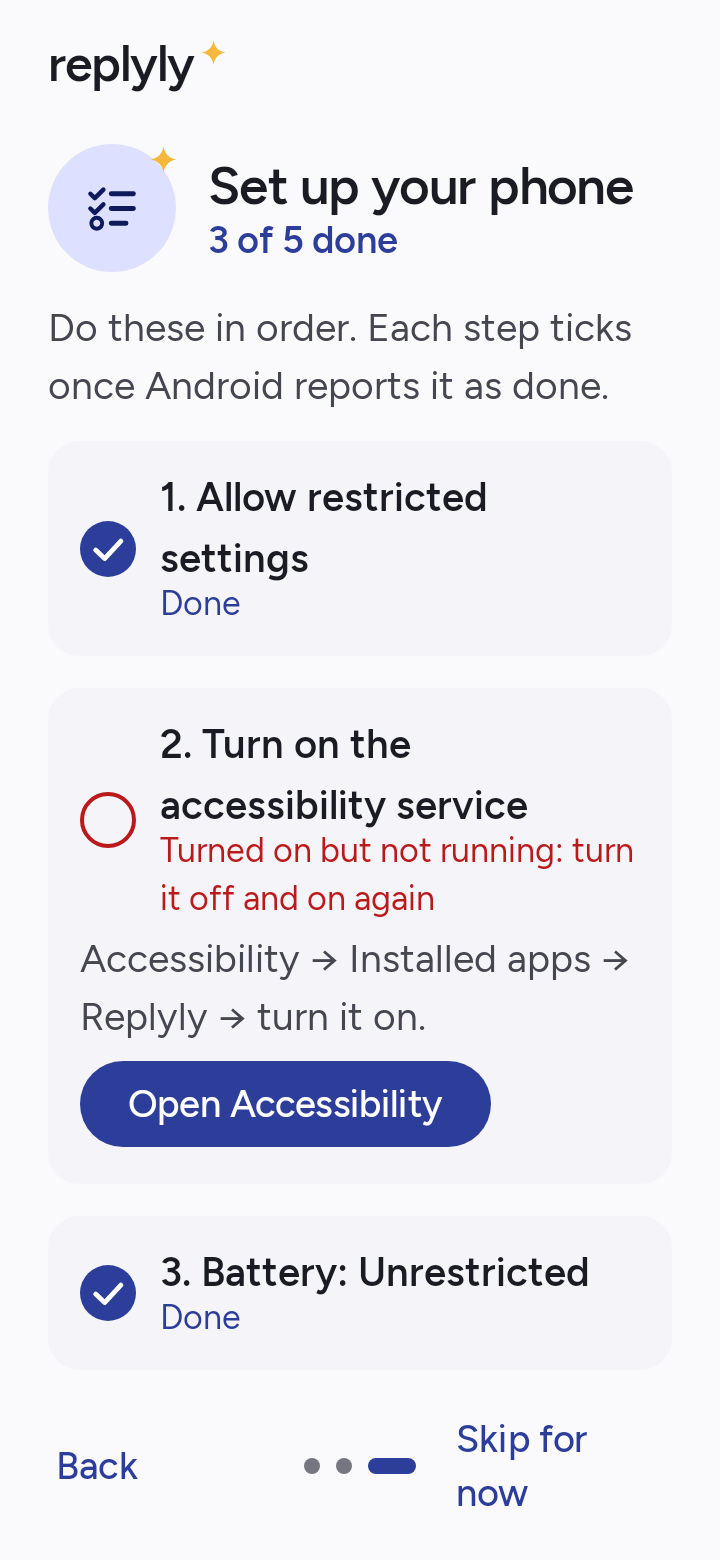 replyly
Set up your phone
3 of 5 done
Do these in order. Each step ticks
once Android reports it as done.
1. Allow restricted
settings
Done
2. Turn on the
accessibility service
Turned on but not running: turn
it off and on again
Accessibility → Installed apps →
Replyly → turn it on.
Open Accessibility
3. Battery: Unrestricted
Done
Back
Skip for
now